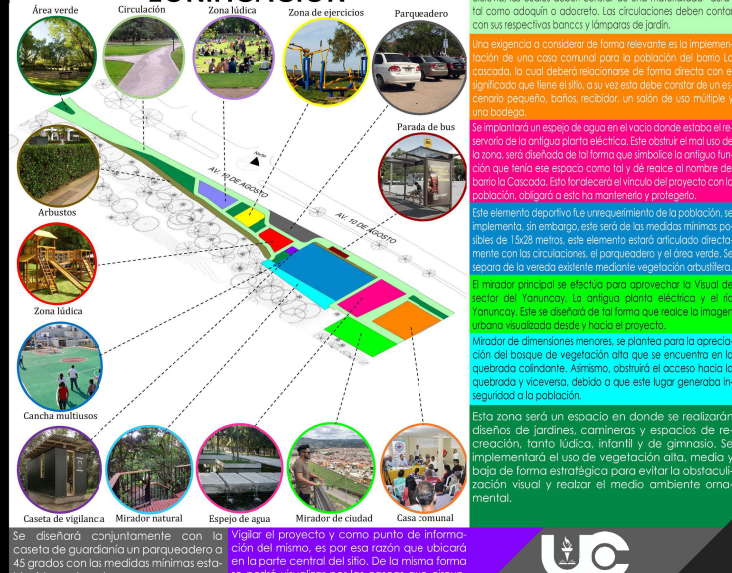 ZONIFICACIÓN
Área verde
Circulación
Zona lúdica
Zona de ejercicios
Parqueadero
Parada de bus
North
AV. 10 DE AGOSTO
AV. 10 DE AGOSTO
Arbustos
Zona lúdica
Cancha multiusos
Caseta de vigilanca
Mirador natural
Espejo de agua
Mirador de ciudad
Casa comunal
tal como adoquín o adocreto. Las circulaciones deben contar
con sus respectivas bancos y lámparas de jardín.
Una exigencia a considerar de forma relevante es la implemen-
tación de una casa comunal para la población del barrio La
cascada, la cual deberá relacionarse de forma directa con e
significado que tiene el sitio, a su vez esta debe constar de un es-
cenario pequeño, baños, recibidor, un salón de uso múltiple y
una bodega.
Se implantará un espejo de agua en el vacío donde estaba el re-
servorio de la antigua planta eléctrica. Este obstruir el mal uso de
la zona, será diseñada de tal forma que simbolice la antigua fun-
ción que tenía ese espacio como tal y dé realce al nombre de
barrio la Cascada. Esto foralecerá el vínculo del proyecto con la
población, obligará a esta ha mantenerlo y protegerlo.
Este elemento deportivo fue unrequerimiento de la población, se
implementa, sin embargo, este será de las medidas mínimas po-
sibles de 15x28 metros, este elemento estará articulado directa-
mente con las circulaciones, el parqueadero y el área verde. Se
separa de la vereda existente mediante vegetación arbustífera.
El mirador principal se efectúa para aprovechar la Visual de
sector del Yanuncay. La antigua planta eléctrica y el río
Yanuncay. Este se diseñará de tal forma que realce la imagen
urbana visualizada desde y hacia el proyecto.
Mirador de dimensiones menores, se plantea para la aprecia-
ción del bosque de vegetación alta que se encuentra en la
quebrada colindante. Asimismo, obstruirá el acceso hacia la
quebrada y viceversa, debido a que este lugar generaba in-
seguridad a la población.
Esta zona será un espacio en donde se realizarán
diseños de jardines, camineras y espacios de re-
creación, tanto lúdica, infantil y de gimnasio. Se
implementará el uso de vegetación alta, media y
baja de forma estratégica para evitar la obstaculi-
zación visual y realzar el medio ambiente orna-
mental.
Se diseñará conjuntamente con la
caseta de guardianía un parqueadero a
45 grados con las medidas mínimas esta-
Vigilar el proyecto y como punto de informa-
ción del mismo, es por esa razón que ubicará
en la parte central del sitio. De la misma forma
UC